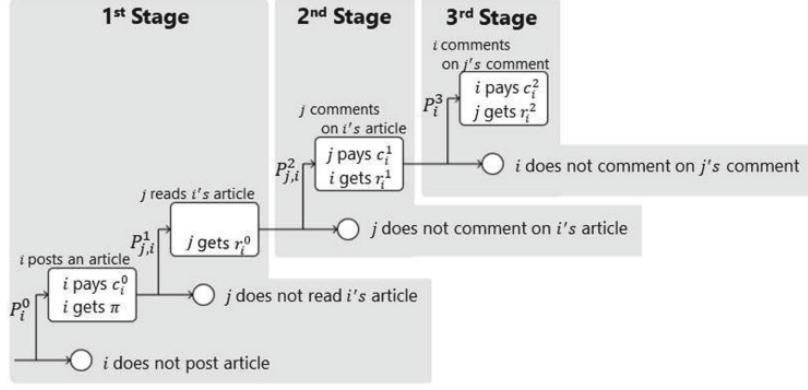 1st Stage
2nd Stage
3rd Stage
i comments
on j's comment
P_i^3
i pays c_i^2
j gets r_i^2
i does not comment on j's comment
j comments
on i's article
P_{j,i}^2
j pays c_i^1
i gets r_i^1
j does not comment on i's article
j reads i's article
P_{j,i}^1
j gets r_i^0
j does not read i's article
i posts an article
P_i^0
i pays c_i^0
i gets π
i does not post article